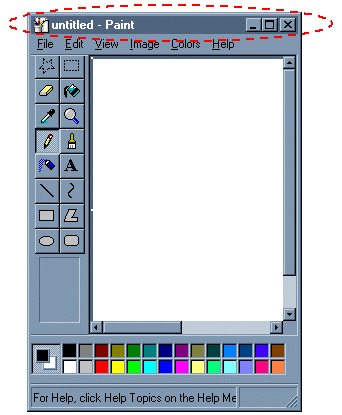 untitled - Paint
File Edit View Image Colors Help
A
For Help, click Help Topics on the Help Me